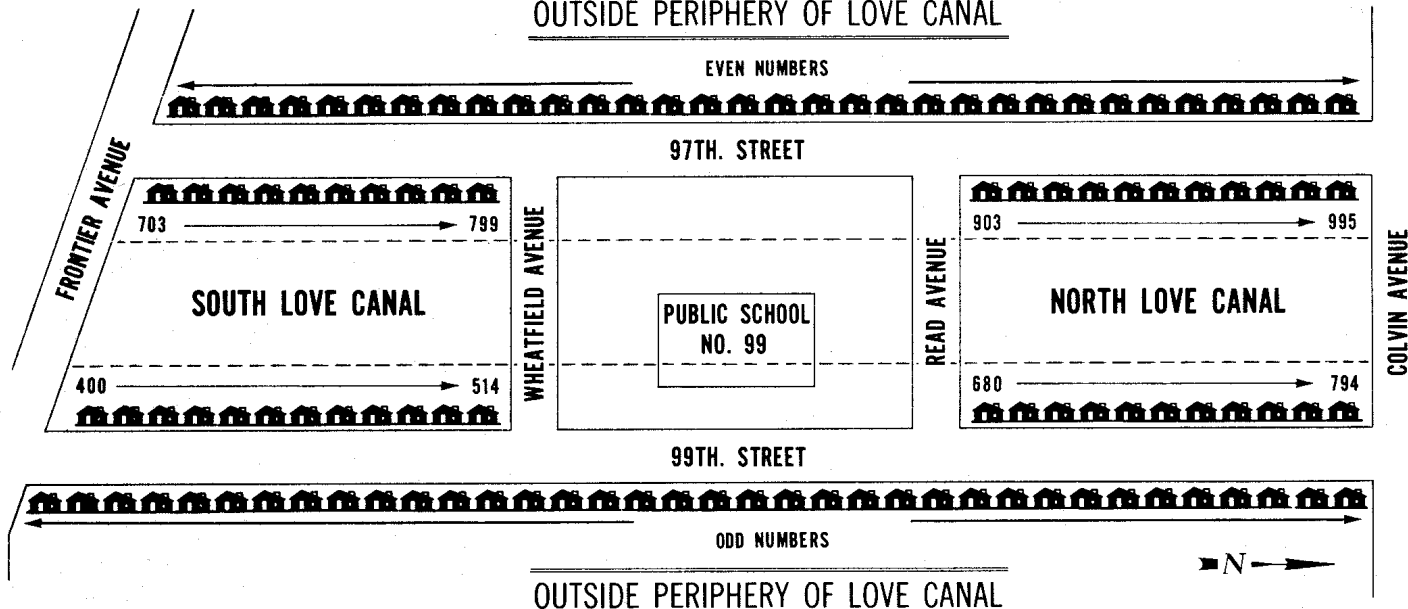 OUTSIDE PERIPHERY OF LOVE CANAL
EVEN NUMBERS
97TH. STREET
FRONTIER AVENUE
703
799
WHEATFIELD AVENUE
903
995
READ AVENUE
COLVIN AVENUE
SOUTH LOVE CANAL
PUBLIC SCHOOL
NO. 99
NORTH LOVE CANAL
400
514
680
794
99TH. STREET
ODD NUMBERS
N
OUTSIDE PERIPHERY OF LOVE CANAL